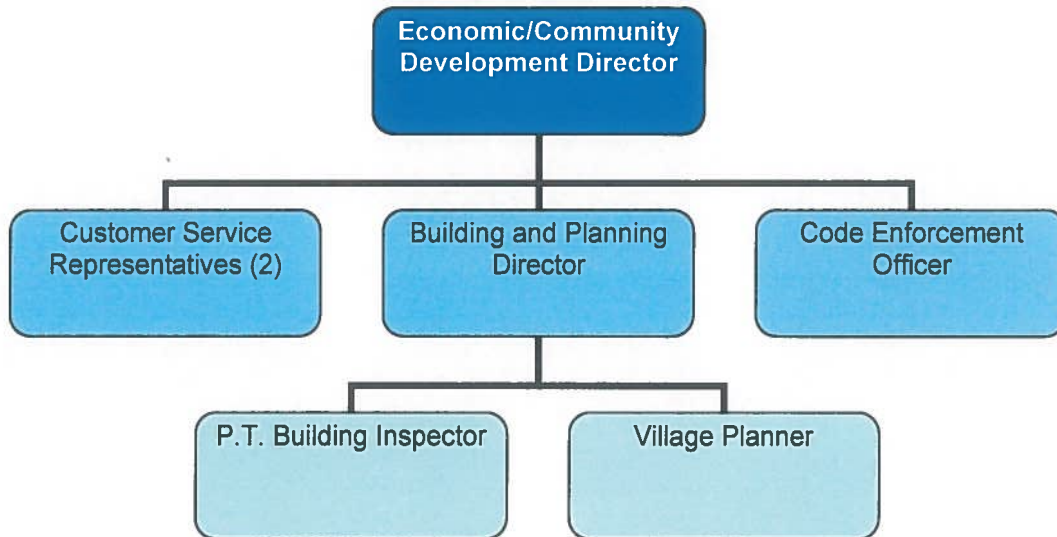 Economic/Community
Development Director
Customer Service
Representatives (2)
Building and Planning
Director
Code Enforcement
Officer
P.T. Building Inspector
Village Planner